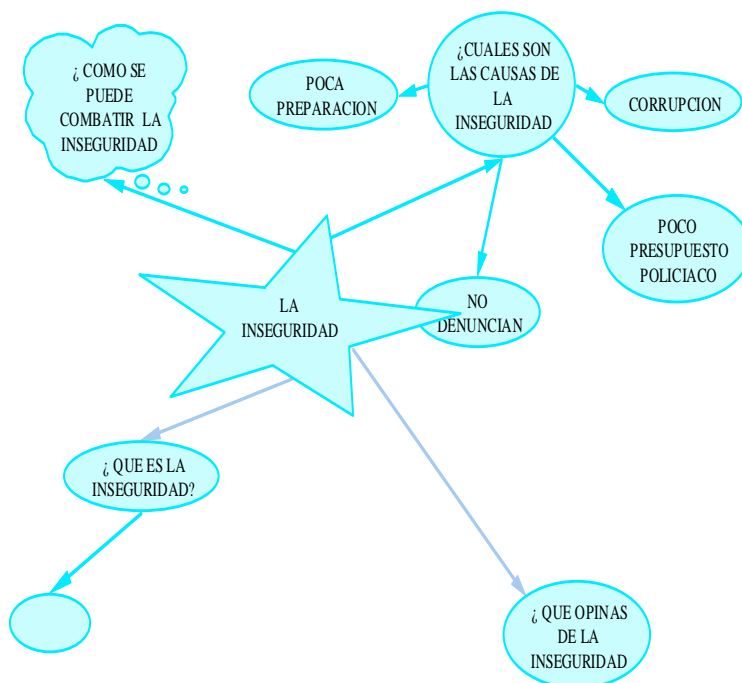 ¿ COMO SE
PUEDE
COMBATIR LA
INSEGURIDAD
¿CUALES SON
LAS CAUSAS DE
LA
INSEGURIDAD
POCA
PREPARACION
CORRUPCION
POCO
PRESUPUESTO
POLICIACO
NO
DENUNCIAN
LA
INSEGURIDAD
¿ QUE ES LA
INSEGURIDAD?
¿ QUE OPINAS
DE LA
INSEGURIDAD